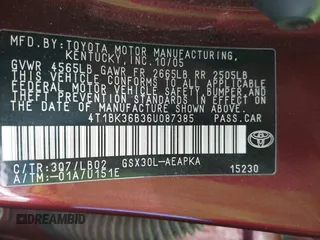 MFD. BY:TOYOTA MOTOR MANUFACTURING,
KENTUCKY, INC. 10/05
GVWR 4565LB GAWR FR 2665LB RR 2505LB
THIS VEHICLE CONFORMS TO ALL APPLICABLE
FEDERAL MOTOR VEHICLE SAFETY, BUMPER, AND
THEFT PREVENTION STANDARDS IN EFFECT ON
THE DATE OF MANUFACTURE SHOWN ABOVE.
4T1BK36B36U087385 PASS.CAR
C/TR:307/LB02 GSX30L-AEAPKA
A/TM:-01A/U151E 15230
TOYOTA
DREAMBID